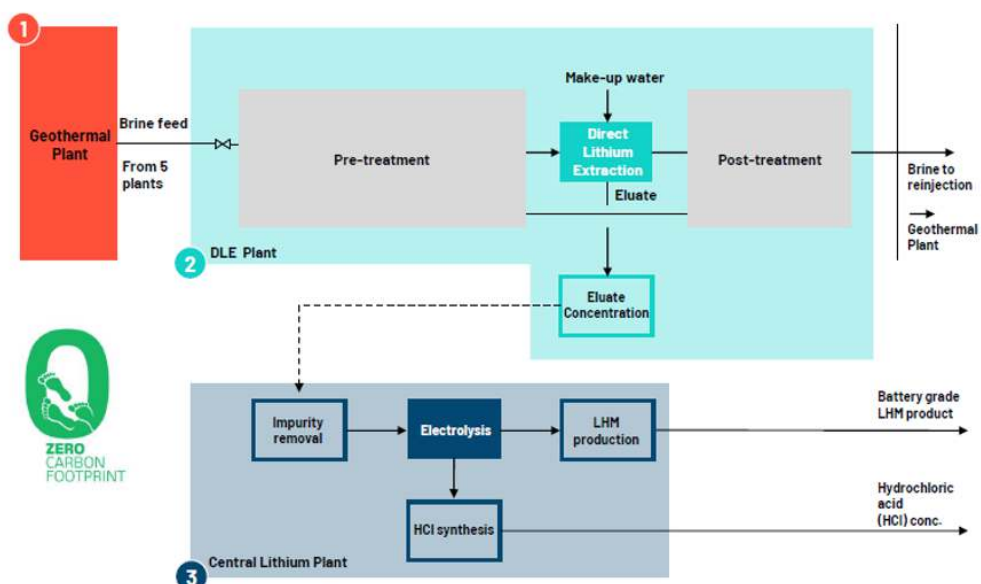 1
Geothermal
Plant
Brine feed
From 5
plants
Pre-treatment
Make-up water
Direct
Lithium
Extraction
Eluate
Post-treatment
Brine to
reinjection
Geothermal
Plant
2
DLE Plant
Eluate
Concentration
ZERO
CARBON
FOOTPRINT
Impurity
removal
Electrolysis
LHM
production
Battery grade
LHM product
HCl synthesis
Hydrochloric
acid
(HCl) conc.
3
Central Lithium Plant